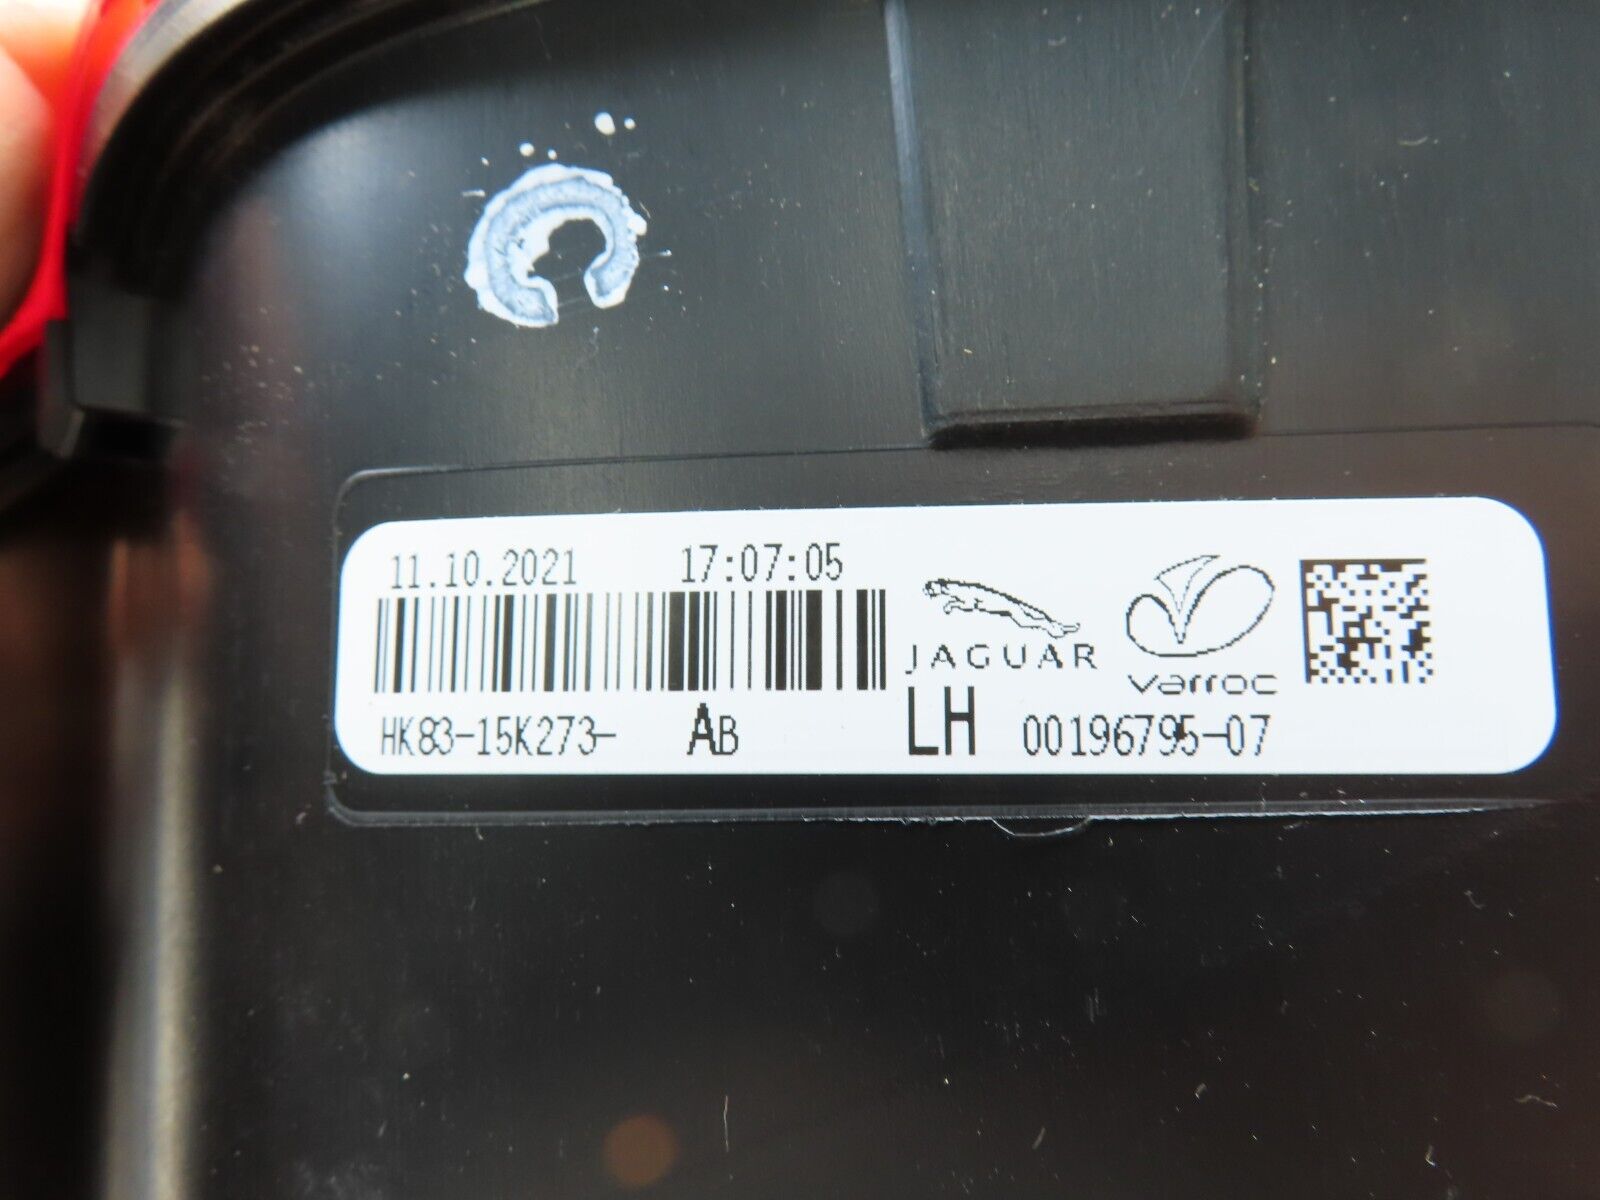 11.10.2021 17:07:05
JAGUAR
varroc
HK83-15K273- AB LH 00196795-07